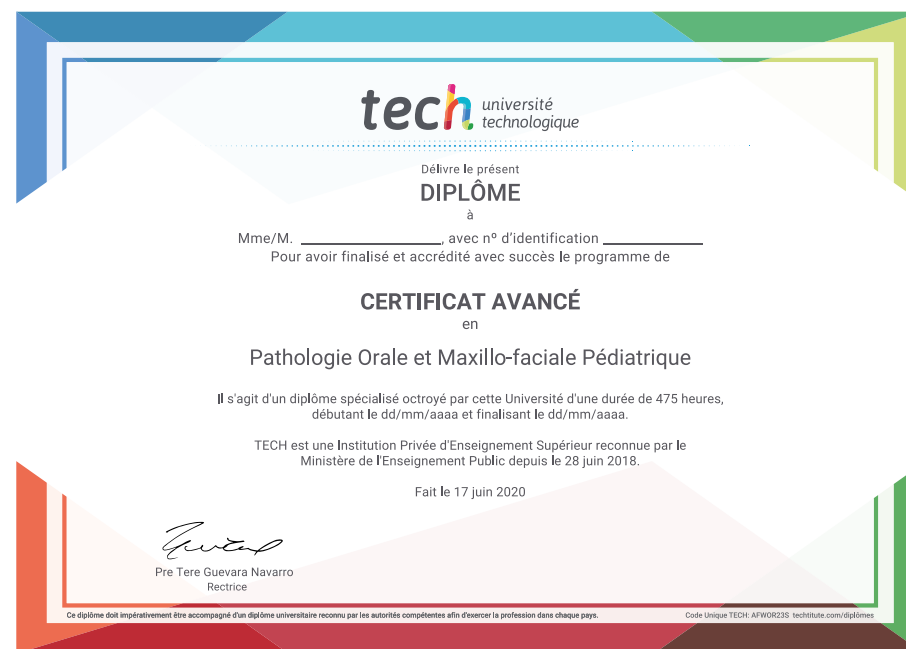 tech université
technologique
Délivre le présent
DIPLÔME
à
Mme/M. ____________________, avec nº d'identification ______________
Pour avoir finalisé et accrédité avec succès le programme de
CERTIFICAT AVANCÉ
en
Pathologie Orale et Maxillo-faciale Pédiatrique
Il s'agit d'un diplôme spécialisé octroyé par cette Université d'une durée de 475 heures,
débutant le dd/mm/aaaa et finalisant le dd/mm/aaaa.
TECH est une Institution Privée d'Enseignement Supérieur reconnue par le
Ministère de l'Enseignement Public depuis le 28 juin 2018.
Fait le 17 juin 2020
Pre Tere Guevara Navarro
Rectrice
Ce diplôme doit impérativement être accompagné d'un diplôme universitaire reconnu par les autorités compétentes afin d'exercer la profession dans chaque pays.
Code Unique TECH: AFWOR23S techtitute.com/diplômes